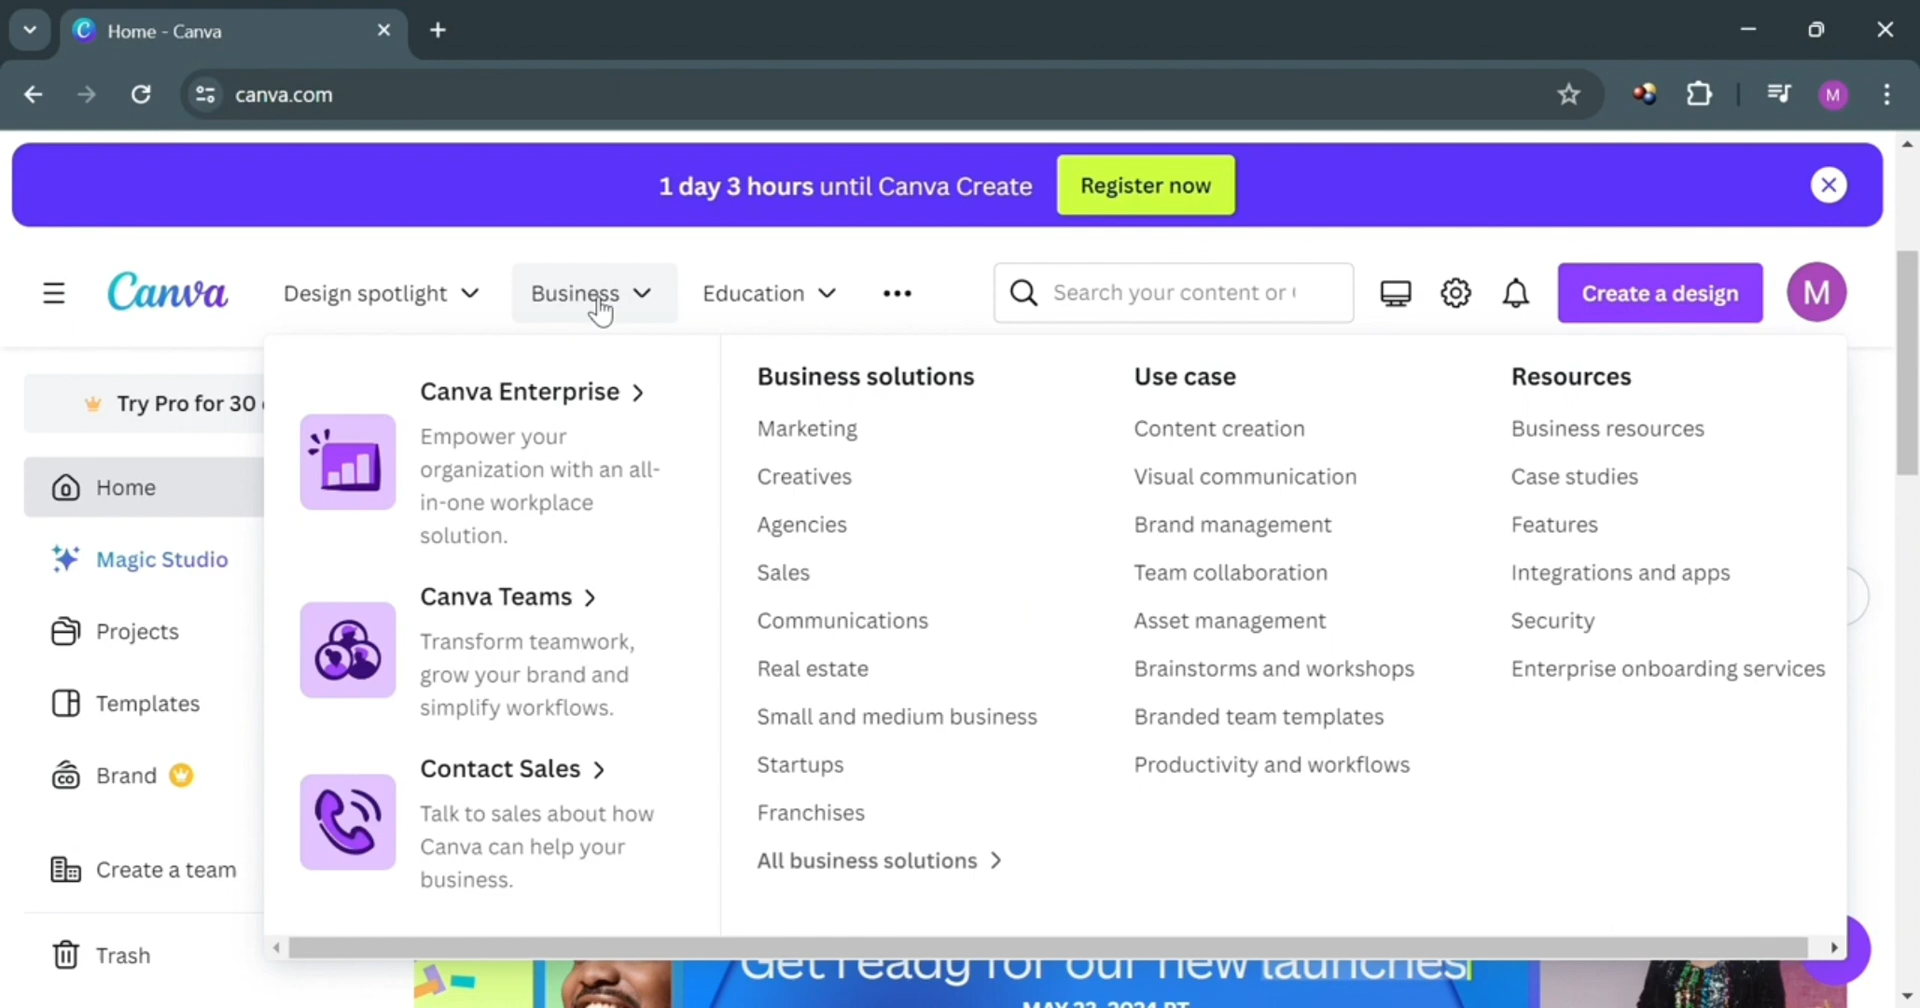 Home - Canva
canva.com
M
1 day 3 hours until Canva Create
Register now
Canva
Design spotlight
Business
Education
Search your content or
Create a design
M
Try Pro for 30
Home
Magic Studio
Projects
Templates
Brand
Create a team
Trash
Canva Enterprise
Empower your
organization with an all-
in-one workplace
solution.
Canva Teams
Transform teamwork,
grow your brand and
simplify workflows.
Contact Sales
Talk to sales about how
Canva can help your
business.
Business solutions
Marketing
Creatives
Agencies
Sales
Communications
Real estate
Small and medium business
Startups
Franchises
All business solutions
Use case
Content creation
Visual communication
Brand management
Team collaboration
Asset management
Brainstorms and workshops
Branded team templates
Productivity and workflows
Resources
Business resources
Case studies
Features
Integrations and apps
Security
Enterprise onboarding services
Get ready for our new launches
MAY 23, 2024 PT